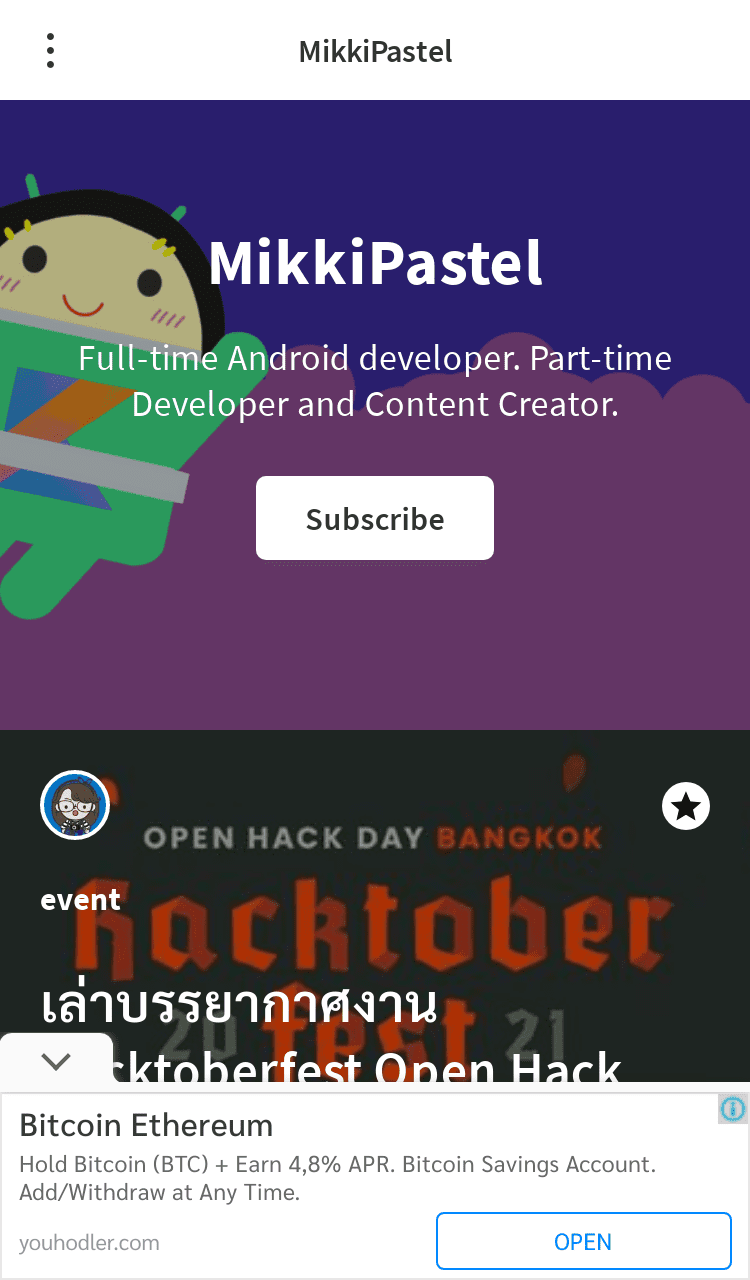 MikkiPastel
MikkiPastel
Full-time Android developer. Part-time
Developer and Content Creator.
Subscribe
OPEN HACK DAY BANGKOK
event
hacktober
เล่าบรรยากาศงาน
20 fest 21
cktoberfest Open Hack
Bitcoin Ethereum
Hold Bitcoin (BTC) + Earn 4,8% APR. Bitcoin Savings Account.
Add/Withdraw at Any Time.
youhodler.com
OPEN